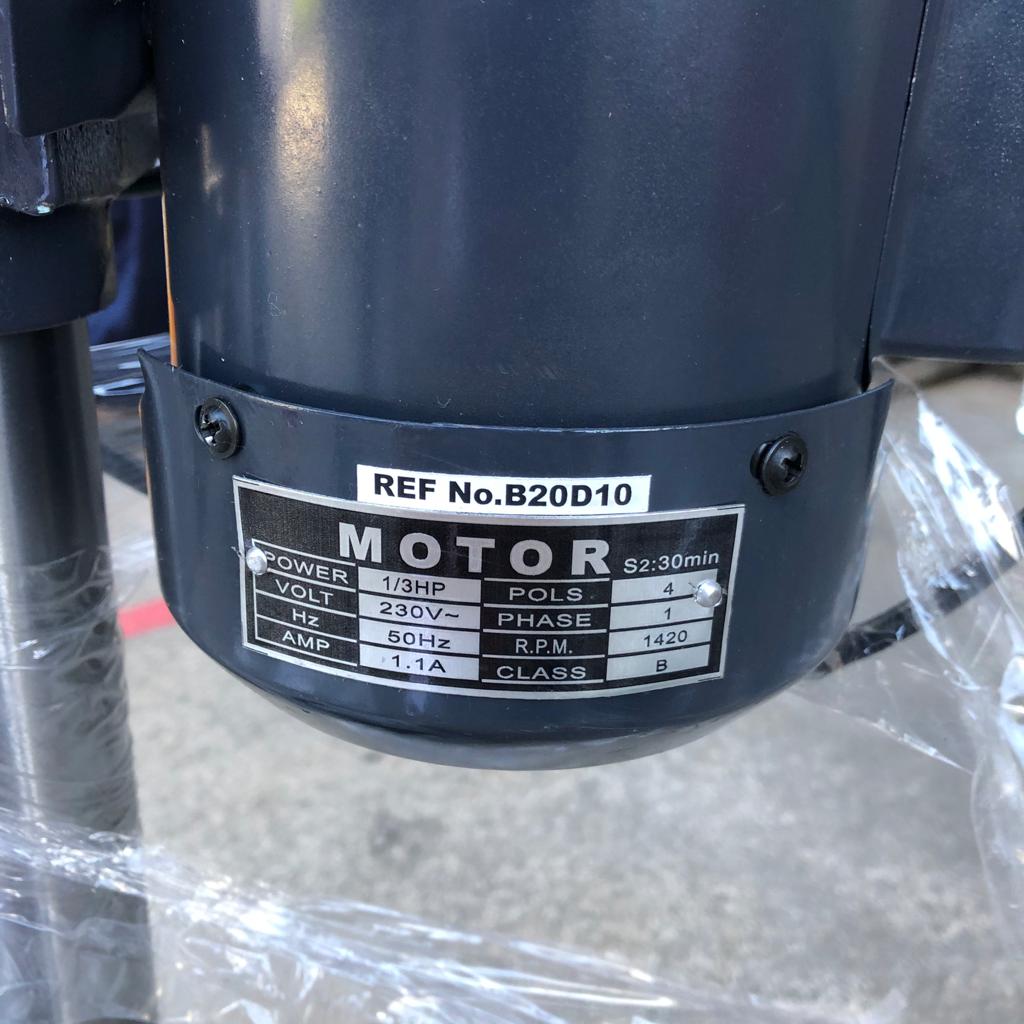 REF No.B20D10
MOTOR S2:30min
POWER 1/3HP POLS 4
VOLT 230V~ PHASE 1
Hz 50Hz R.P.M. 1420
AMP 1.1A CLASS B